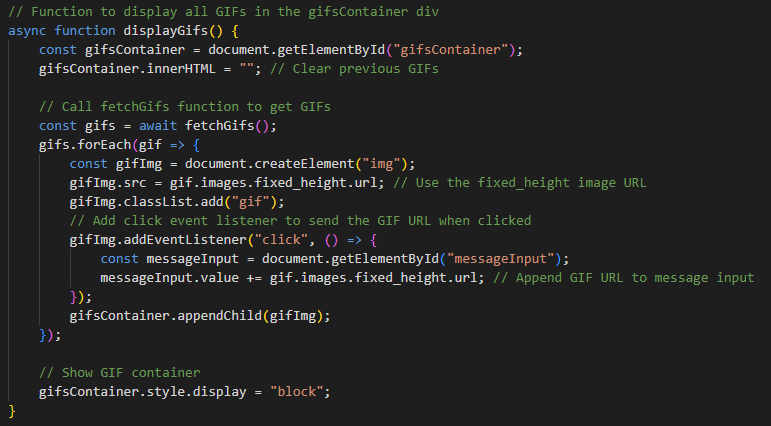 // Function to display all GIFs in the gifsContainer div
async function displayGifs() {
    const gifsContainer = document.getElementById("gifsContainer");
    gifsContainer.innerHTML = ""; // Clear previous GIFs

    // Call fetchGifs function to get GIFs
    const gifs = await fetchGifs();
    gifs.forEach(gif => {
        const gifImg = document.createElement("img");
        gifImg.src = gif.images.fixed_height.url; // Use the fixed_height image URL
        gifImg.classList.add("gif");
        // Add click event listener to send the GIF URL when clicked
        gifImg.addEventListener("click", () => {
            const messageInput = document.getElementById("messageInput");
            messageInput.value += gif.images.fixed_height.url; // Append GIF URL to message input
        });
        gifsContainer.appendChild(gifImg);
    });

    // Show GIF container
    gifsContainer.style.display = "block";
}